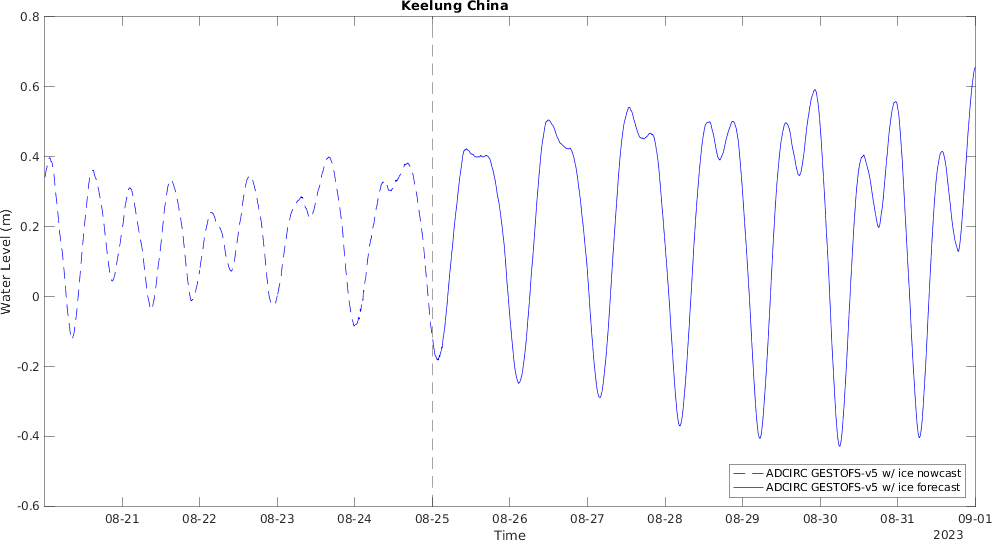 Keelung China
0.8
0.6
0.4
0.2
0
-0.2
-0.4
-0.6
Water Level (m)
ADCIRC GESTOFS-v5 w/ ice nowcast
ADCIRC GESTOFS-v5 w/ ice forecast
08-21 08-22 08-23 08-24 08-25 08-26 08-27 08-28 08-29 08-30 08-31 09-01
Time
2023